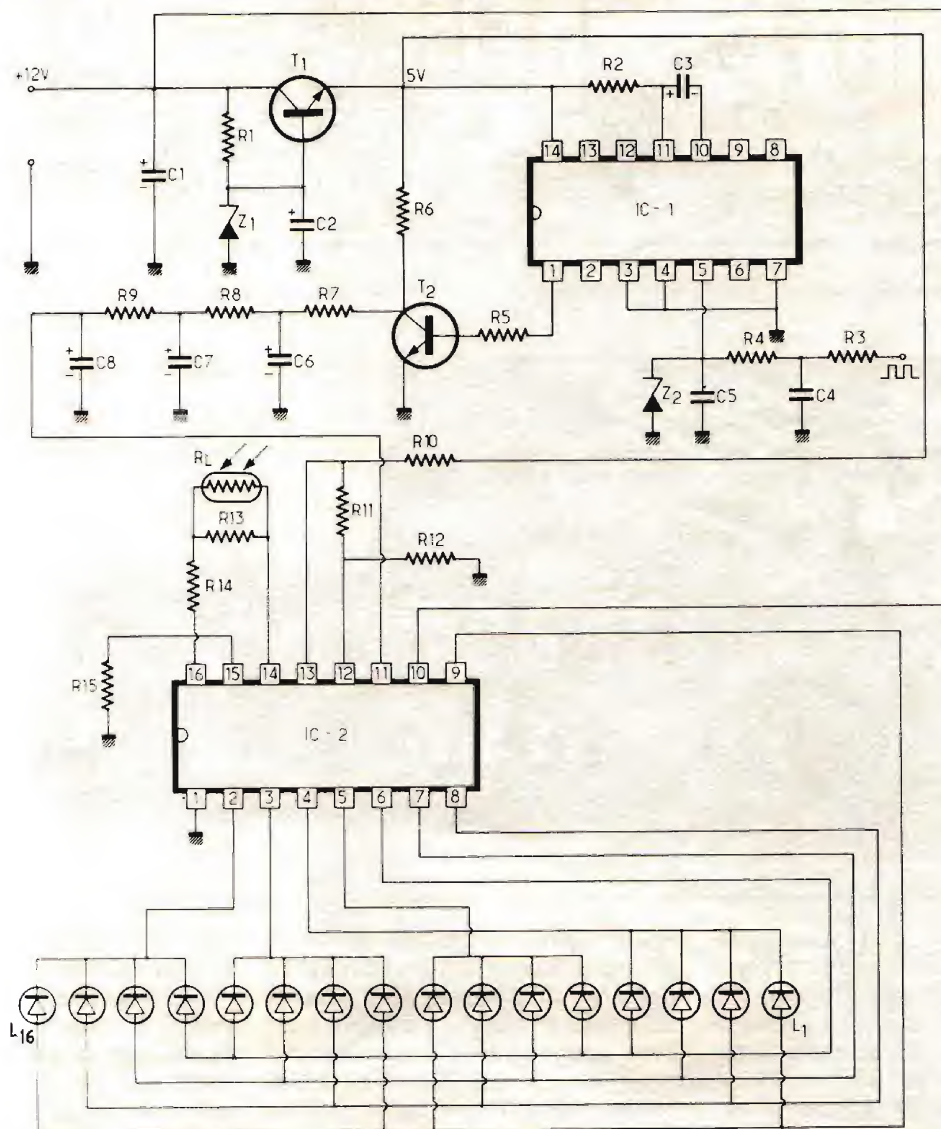 +12V
T1
5V
R2
C3
R1
C1
Z1
C2
R6
14 13 12 11 10 9 8
IC-1
1 2 3 4 5 6 7
T2
R9 R8 R7
R5
C8 C7 C6
R4 R3
Z2 C5 C4
RL
R10
R11
R13
R12
R14
R15
16 15 14 13 12 11 10 9
IC-2
1 2 3 4 5 6 7 8
L16 L1